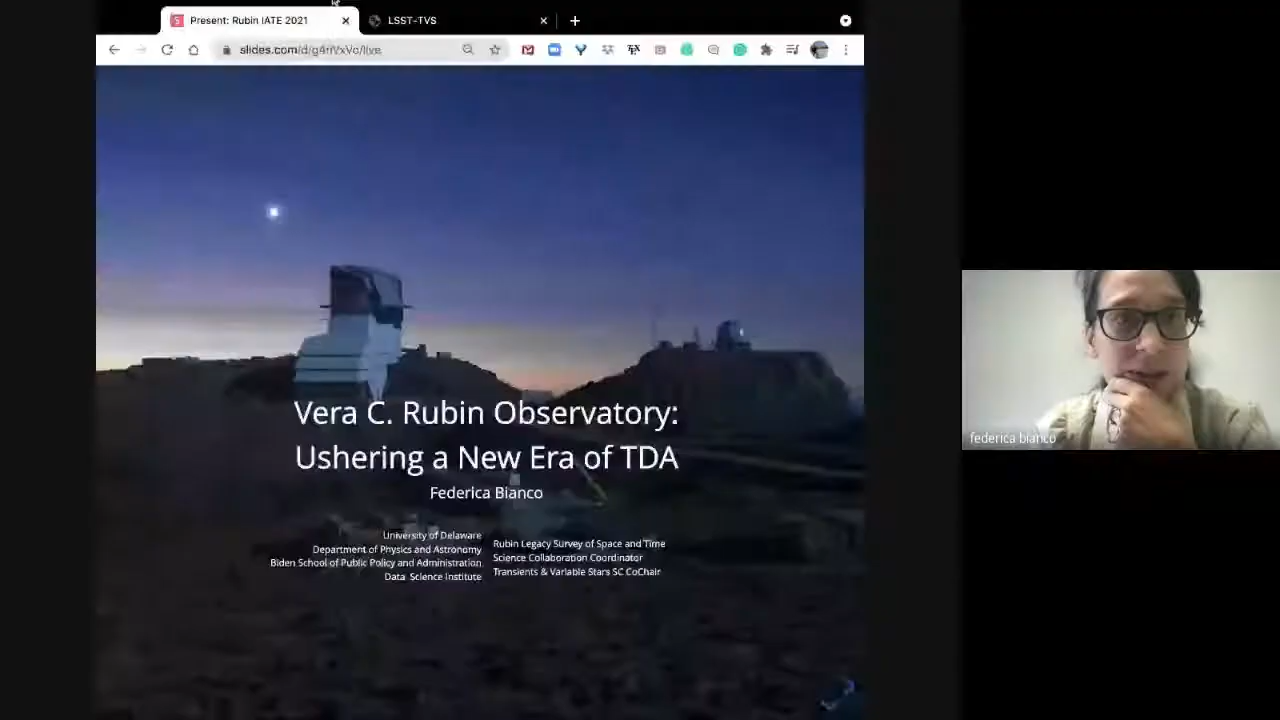 Present: Rubin IATE 2021
LSST-TVS
slides.com/d/g4rlVxVo/live
Vera C. Rubin Observatory:
Ushering a New Era of TDA
Federica Bianco
University of Delaware
Department of Physics and Astronomy
Biden School of Public Policy and Administration
Data Science Institute
Rubin Legacy Survey of Space and Time
Science Collaboration Coordinator
Transients & Variable Stars SC CoChair
federica bianco